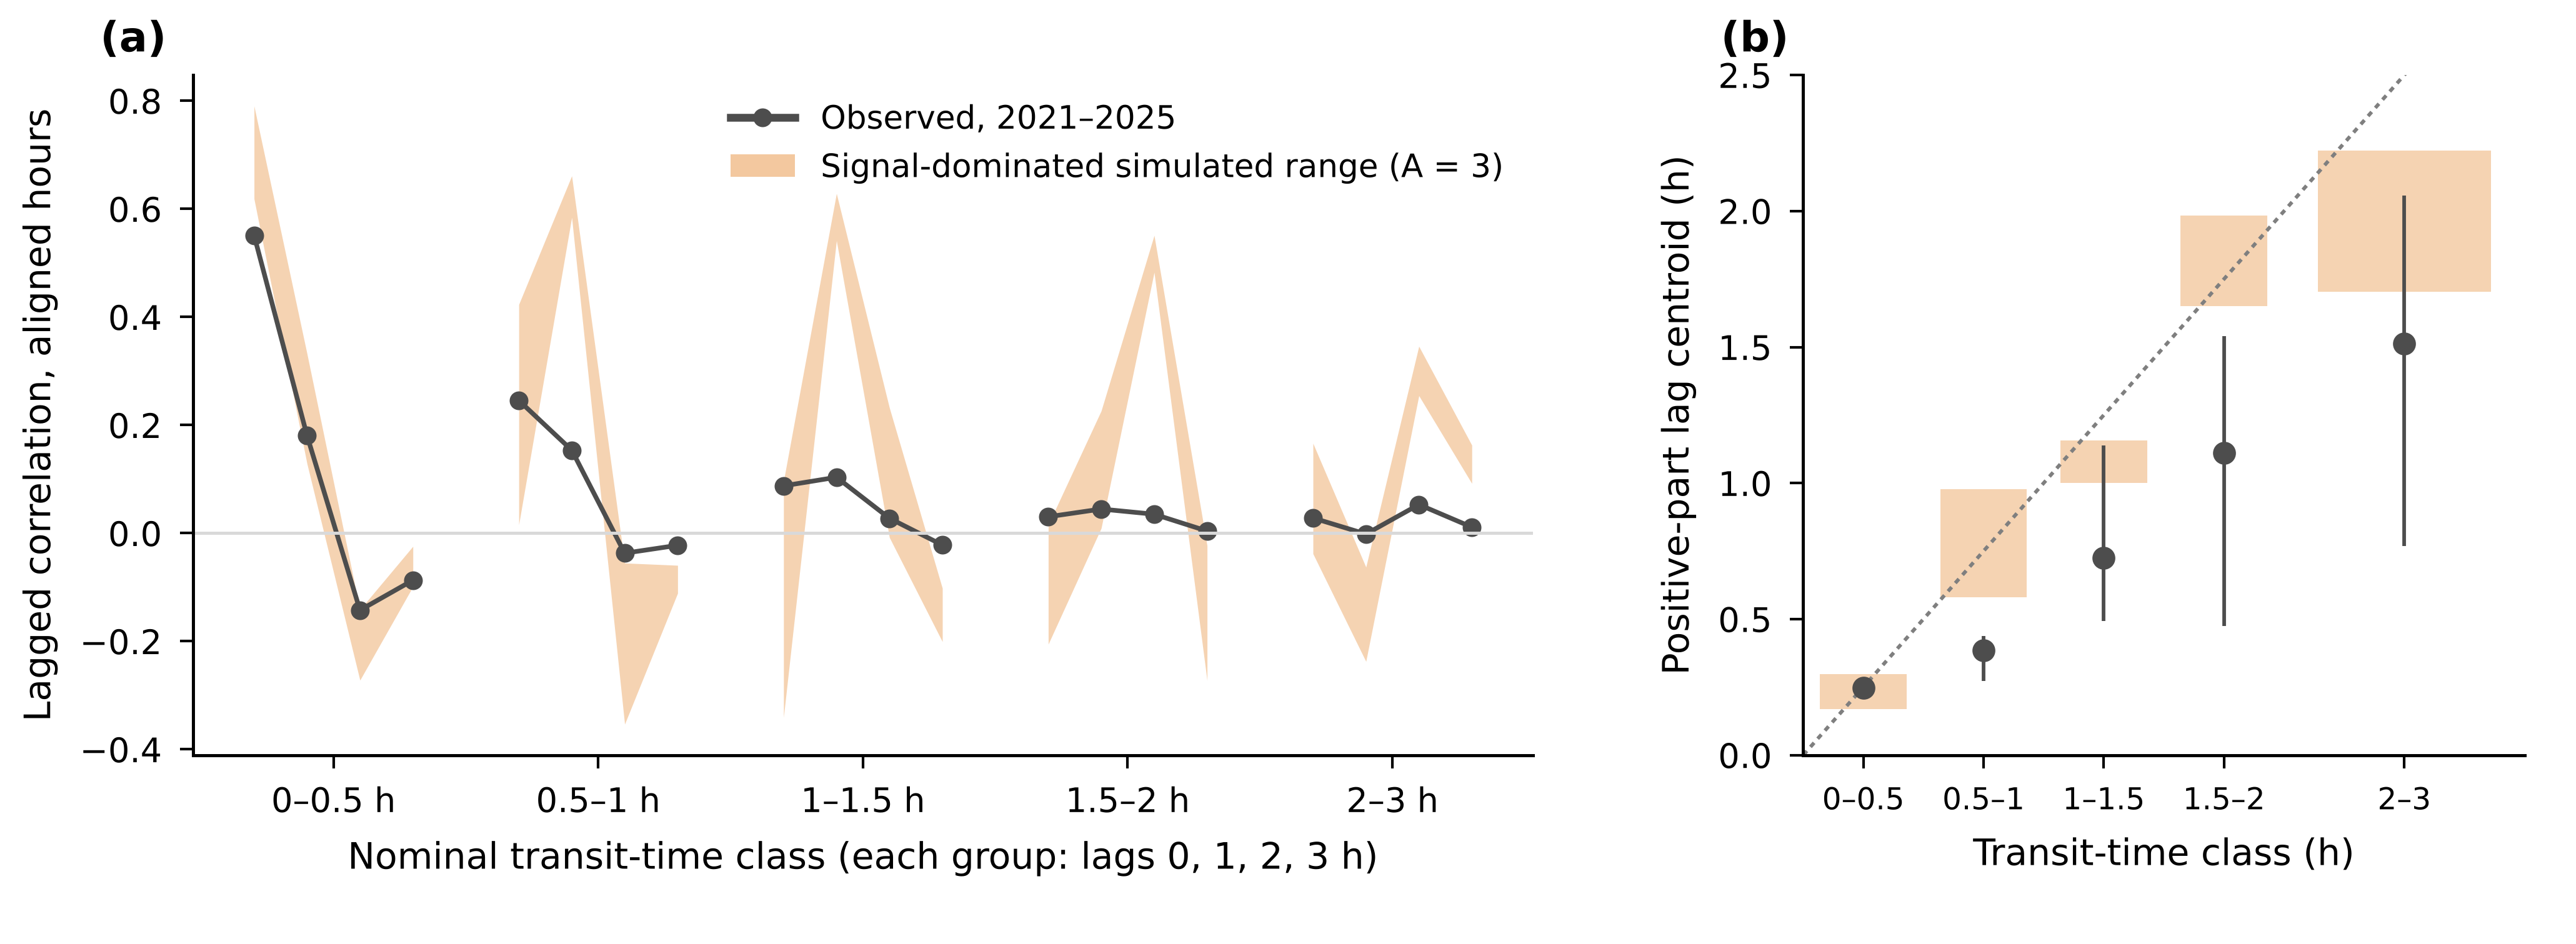 (a)
Lagged correlation, aligned hours
0.8
0.6
0.4
0.2
0.0
−0.2
−0.4
Observed, 2021–2025
Signal-dominated simulated range (A = 3)
0–0.5 h
0.5–1 h
1–1.5 h
1.5–2 h
2–3 h
Nominal transit-time class (each group: lags 0, 1, 2, 3 h)
(b)
Positive-part lag centroid (h)
2.5
2.0
1.5
1.0
0.5
0.0
0–0.5
0.5–1
1–1.5
1.5–2
2–3
Transit-time class (h)